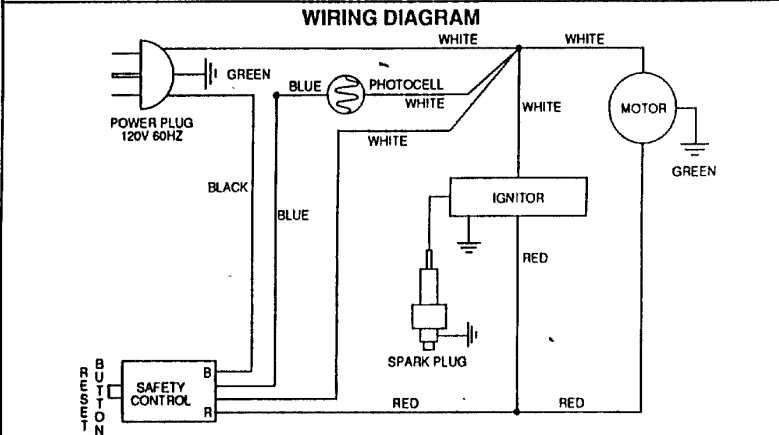 WIRING DIAGRAM
WHITE
WHITE
GREEN
BLUE
PHOTOCELL
WHITE
POWER PLUG
120V 60HZ
WHITE
MOTOR
WHITE
GREEN
BLACK
BLUE
IGNITOR
RED
SPARK PLUG
RESET
BUTTON
SAFETY
CONTROL
B
R
RED
RED